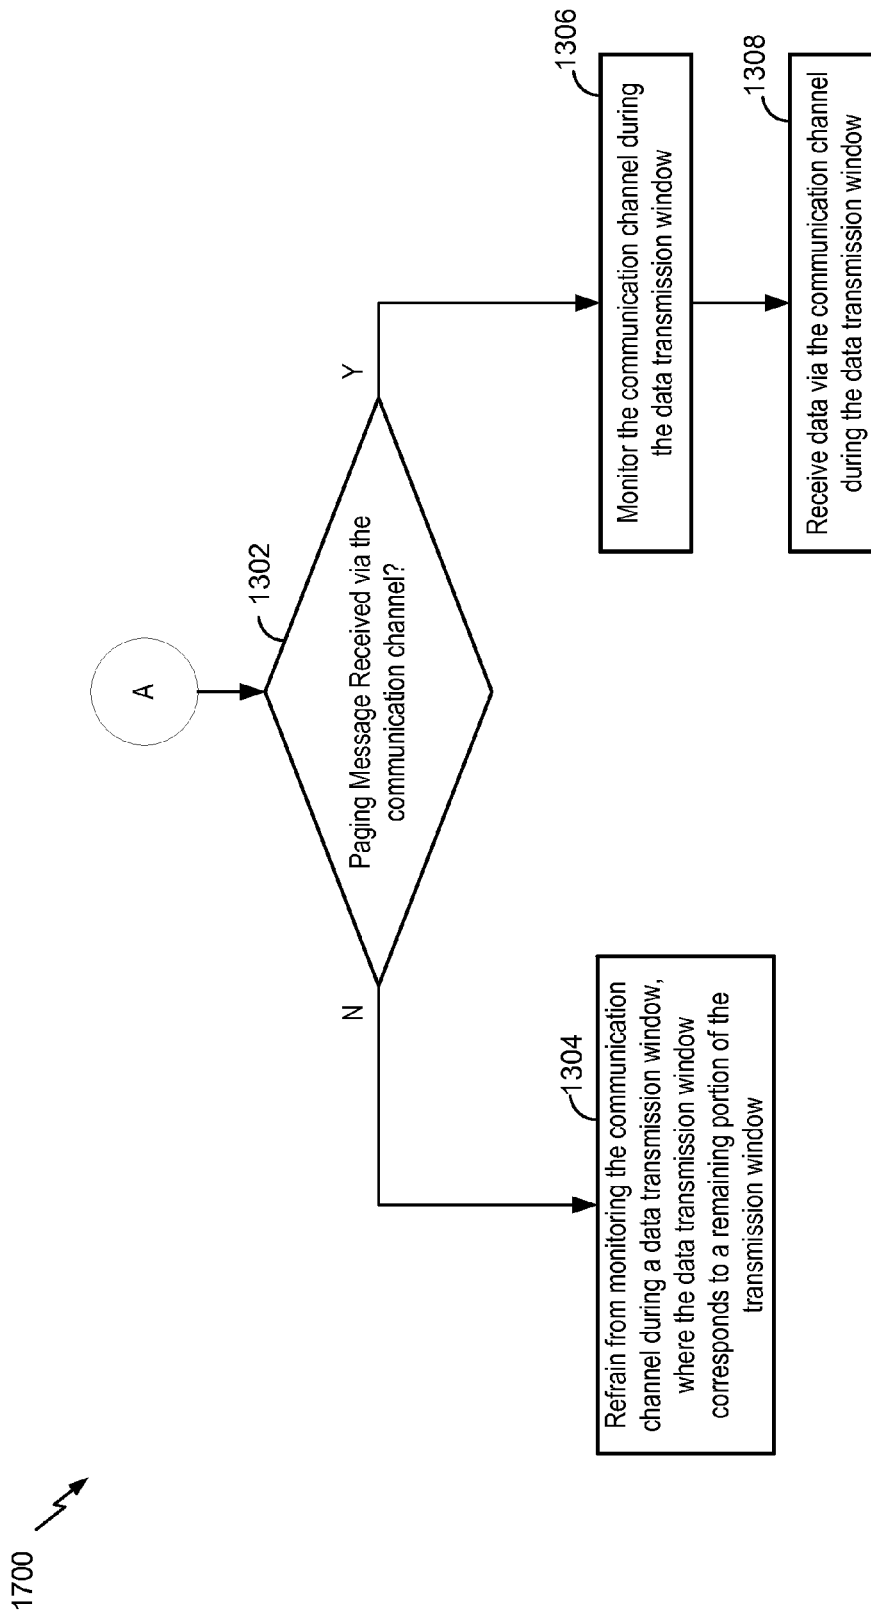 1700
A
1302
Paging Message Received via the
communication channel?
N
Y
1304
Refrain from monitoring the communication
channel during a data transmission window,
where the data transmission window
corresponds to a remaining portion of the
transmission window
1306
Monitor the communication channel during
the data transmission window
1308
Receive data via the communication channel
during the data transmission window